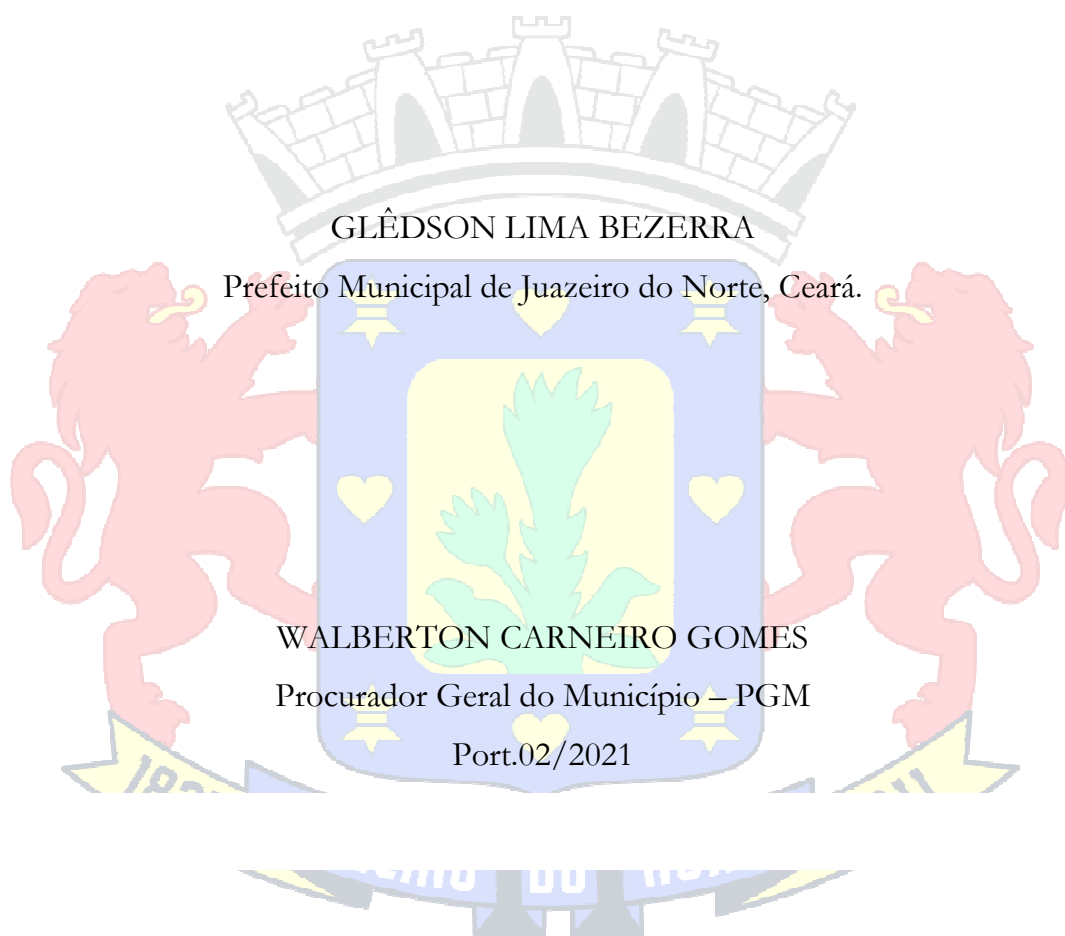 GLÊDSON LIMA BEZERRA
Prefeito Municipal de Juazeiro do Norte, Ceará.
WALBERTON CARNEIRO GOMES
Procurador Geral do Município – PGM
Port.02/2021
DO